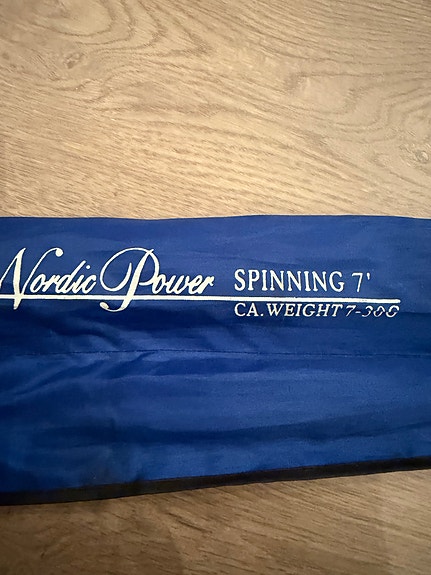 Nordic Power SPINNING 7'
CA. WEIGHT 7-30G